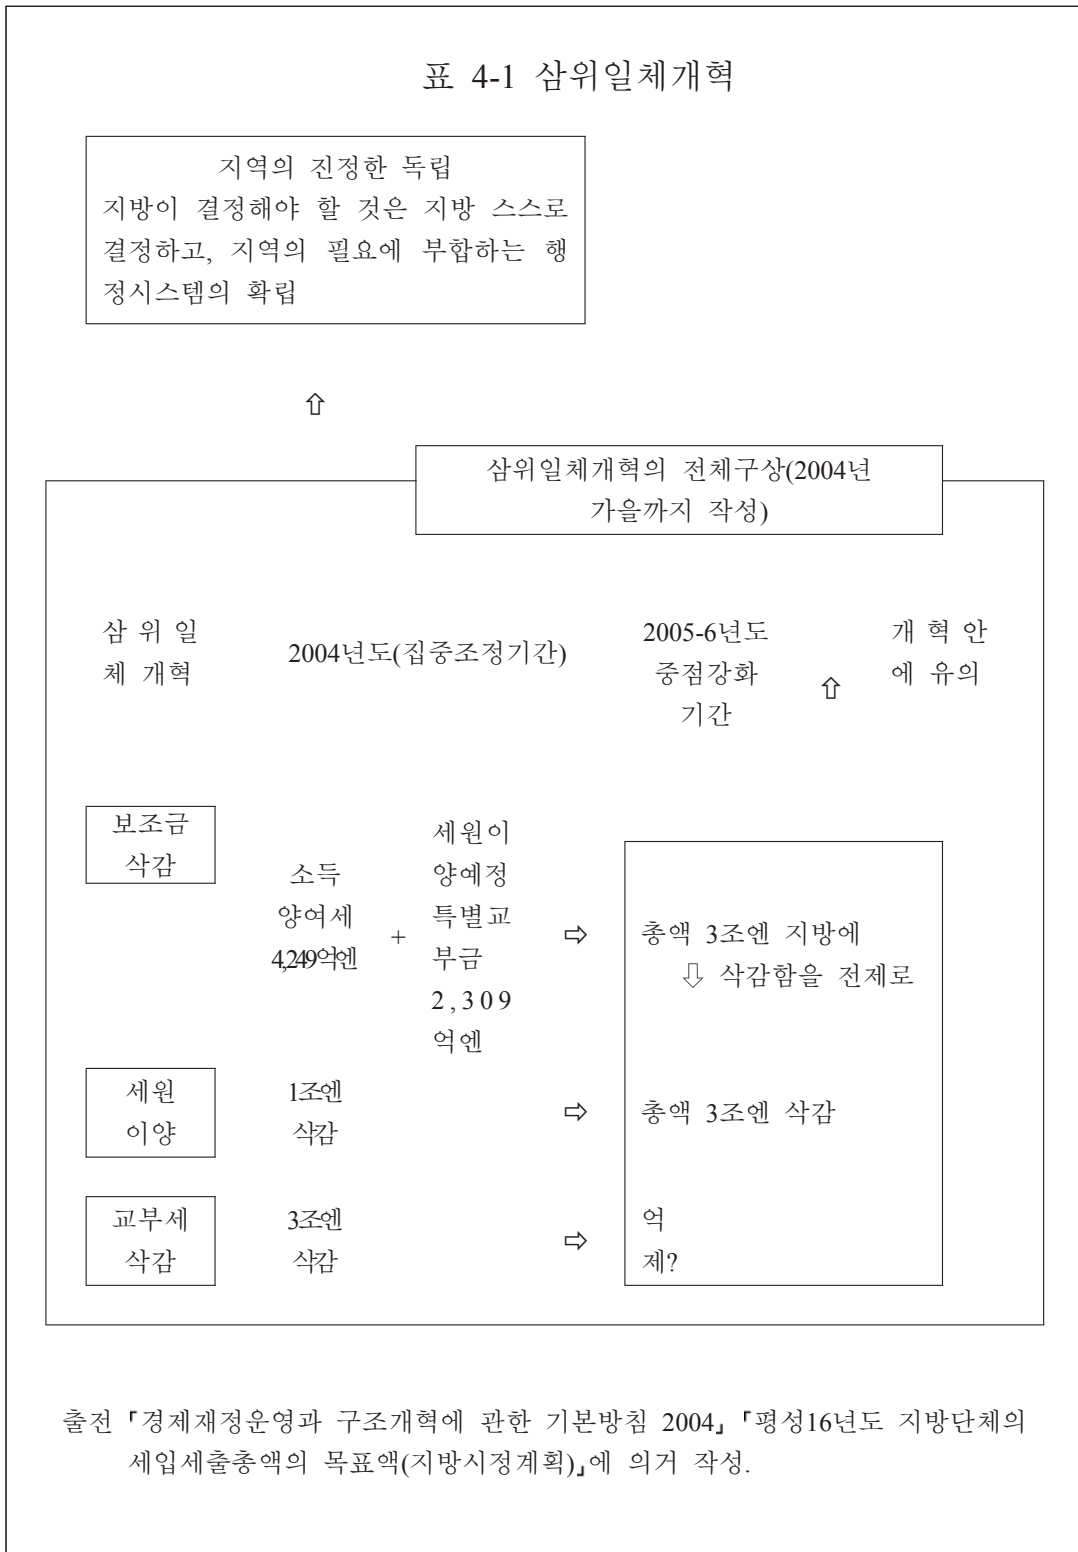 표 4-1 삼위일체개혁
지역의 진정한 독립
지방이 결정해야 할 것은 지방 스스로
결정하고, 지역의 필요에 부합하는 행
정시스템의 확립
⇧
삼위일체개혁의 전체구상(2004년
가을까지 작성)
삼 위 일
체 개혁
2004년도(집중조정기간)
2005-6년도
중점강화
기간
⇧
개 혁 안
에 유의
보조금
삭감
소득
양여세
4,249억엔
+
세원이
양예정
특별교
부금
2,309
억엔
⇨
총액 3조엔 지방에
⇩ 삭감함을 전제로
세원
이양
1조엔
삭감
⇨
총액 3조엔 삭감
교부세
삭감
3조엔
삭감
⇨
억
제?
출전 『경제재정운영과 구조개혁에 관한 기본방침 2004』 『평성16년도 지방단체의
세입세출총액의 목표액(지방시정계획)』에 의거 작성.